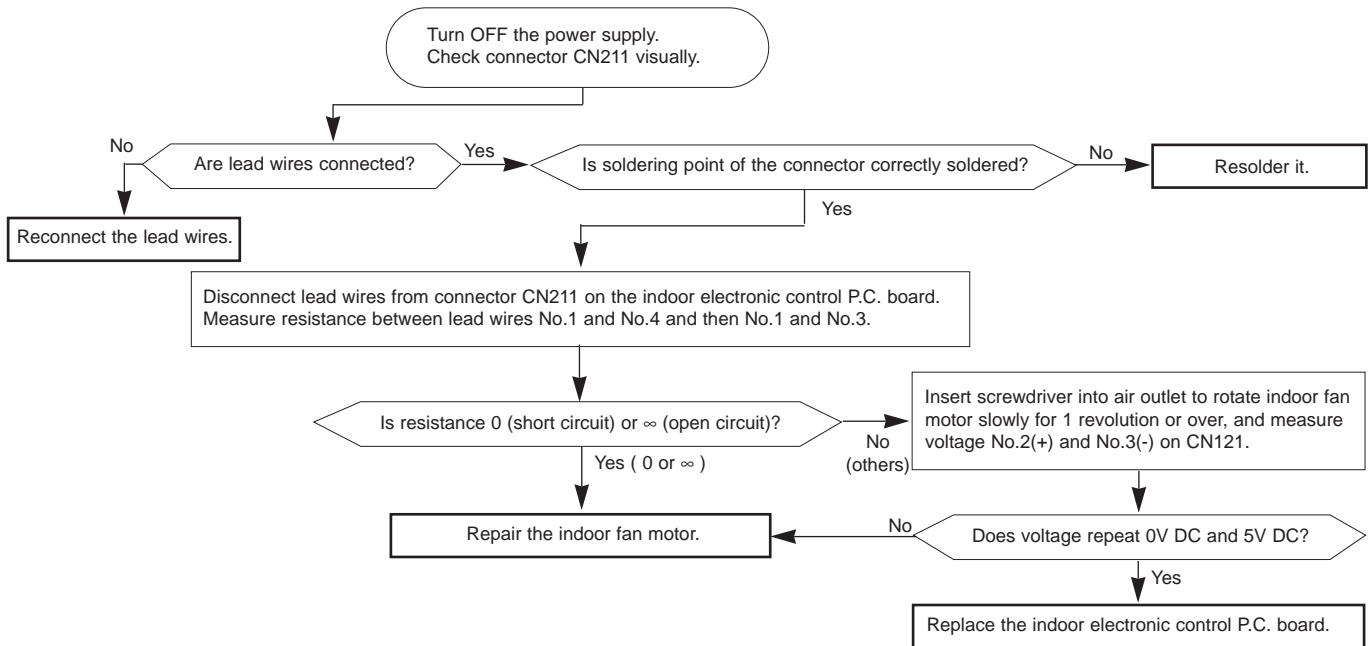 Turn OFF the power supply.
Check connector CN211 visually.
No
Are lead wires connected?
Yes
Is soldering point of the connector correctly soldered?
No
Resolder it.
Reconnect the lead wires.
Yes
Disconnect lead wires from connector CN211 on the indoor electronic control P.C. board.
Measure resistance between lead wires No.1 and No.4 and then No.1 and No.3.
Is resistance 0 (short circuit) or ∞ (open circuit)?
No
(others)
Insert screwdriver into air outlet to rotate indoor fan
motor slowly for 1 revolution or over, and measure
voltage No.2(+) and No.3(-) on CN121.
Yes ( 0 or ∞ )
Repair the indoor fan motor.
No
Does voltage repeat 0V DC and 5V DC?
Yes
Replace the indoor electronic control P.C. board.